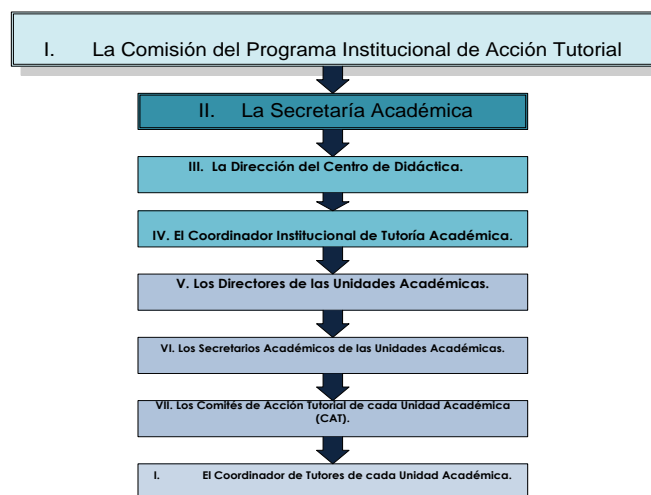 I. La Comisión del Programa Institucional de Acción Tutorial
II. La Secretaría Académica
III. La Dirección del Centro de Didáctica.
IV. El Coordinador Institucional de Tutoría Académica.
V. Los Directores de las Unidades Académicas.
VI. Los Secretarios Académicos de las Unidades Académicas.
VII. Los Comités de Acción Tutorial de cada Unidad Académica
(CAT).
I. El Coordinador de Tutores de cada Unidad Académica.